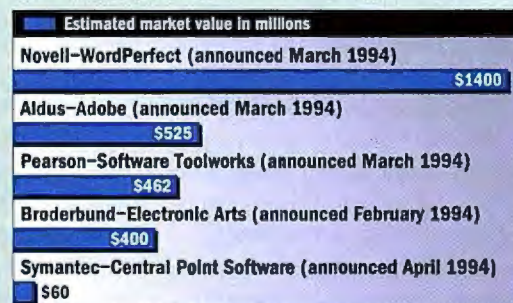 Estimated market value in millions
Novell–WordPerfect (announced March 1994)
$1400
Aldus–Adobe (announced March 1994)
$525
Pearson–Software Toolworks (announced March 1994)
$462
Broderbund–Electronic Arts (announced February 1994)
$400
Symantec–Central Point Software (announced April 1994)
$60